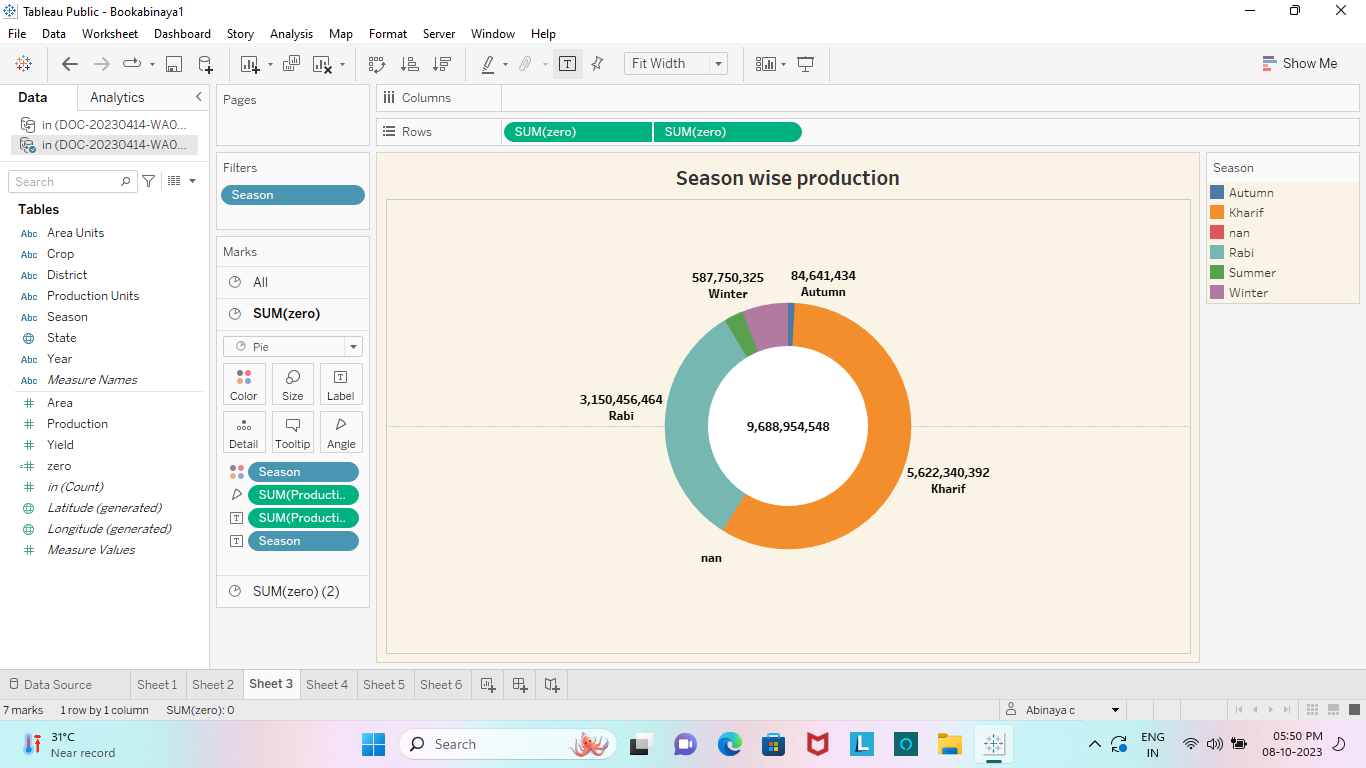 Tableau Public - Bookabinaya1
File Data Worksheet Dashboard Story Analysis Map Format Server Window Help
Fit Width
Show Me
Data Analytics
in (DOC-20230414-WA0...
in (DOC-20230414-WA0...
Search
Tables
Abc Area Units
Abc Crop
Abc District
Abc Production Units
Abc Season
State
Abc Year
Abc Measure Names
# Area
# Production
# Yield
=# zero
# in (Count)
Latitude (generated)
Longitude (generated)
# Measure Values
Pages
Filters
Season
Marks
All
SUM(zero)
Pie
Color Size Label
Detail Tooltip Angle
Season
SUM(Producti..
SUM(Producti..
Season
SUM(zero) (2)
Columns
Rows
SUM(zero) SUM(zero)
Season wise production
587,750,325
Winter
84,641,434
Autumn
3,150,456,464
Rabi
9,688,954,548
5,622,340,392
Kharif
nan
Season
Autumn
Kharif
nan
Rabi
Summer
Winter
Data Source Sheet 1 Sheet 2 Sheet 3 Sheet 4 Sheet 5 Sheet 6
7 marks 1 row by 1 column SUM(zero): 0
Abinaya c
31°C
Near record
Search
ENG
IN
05:50 PM
08-10-2023